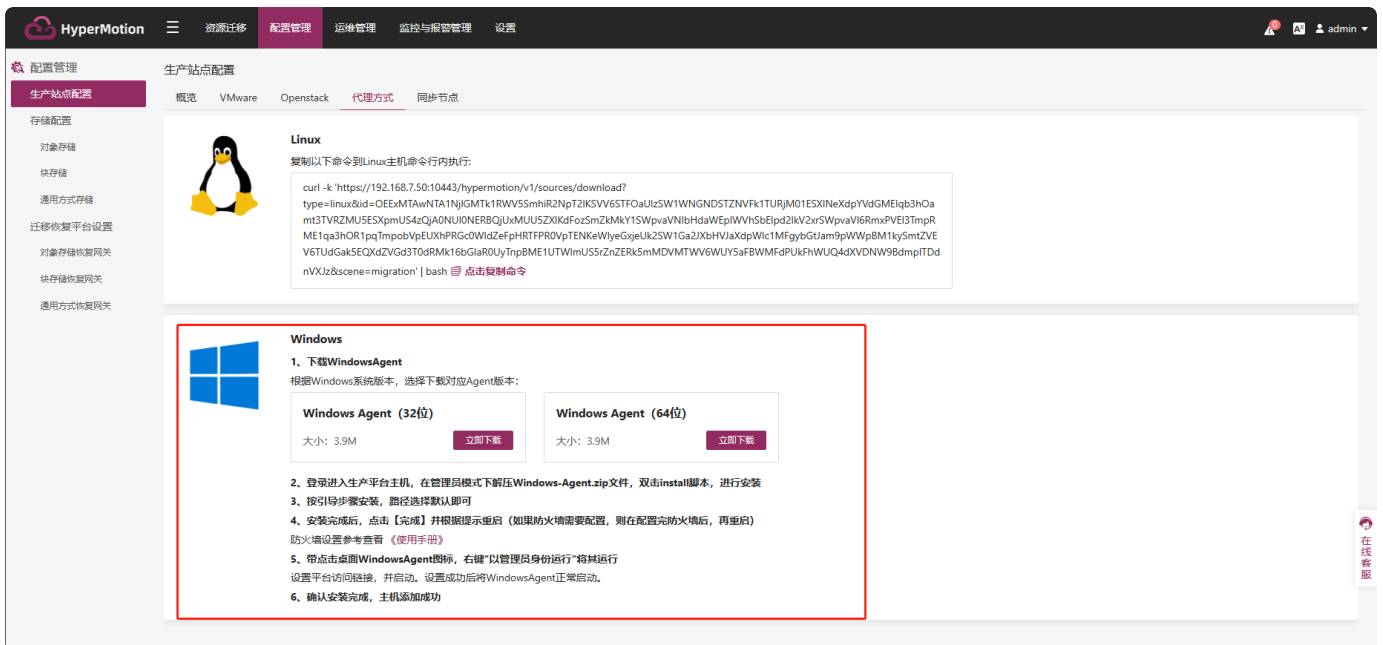 HyperMotion
资源迁移 配置管理 运维管理 监控与报警管理 设置
0
admin
配置管理
生产站点配置
存储配置
对象存储
块存储
通用方式存储
迁移恢复平台设置
对象存储恢复网关
块存储恢复网关
通用方式恢复网关
生产站点配置
概览 VMware Openstack 代理方式 同步节点
Linux
复制以下命令到Linux主机命令行内执行:
curl -k 'https://192.168.7.50:10443/hypermotion/v1/sources/download?
nVXJz&scene=migration' | bash 点击复制命令
Windows
1、下载WindowsAgent
根据Windows系统版本，选择下载对应Agent版本：
Windows Agent（32位）
大小：3.9M 立即下载
Windows Agent（64位）
大小：3.9M 立即下载
2、登录进入生产平台主机，在管理员模式下解压Windows-Agent.zip文件，双击install脚本，进行安装
3、按引导步骤安装，路径选择默认即可
4、安装完成后，点击【完成】并根据提示重启（如果防火墙需要配置，则在配置完防火墙后，再重启）
防火墙设置参考查看《使用手册》
5、带点击桌面WindowsAgent图标，右键"以管理员身份运行"将其运行
设置平台访问链接，并启动。设置成功后将WindowsAgent正常启动。
6、确认安装完成，主机添加成功
在线客服